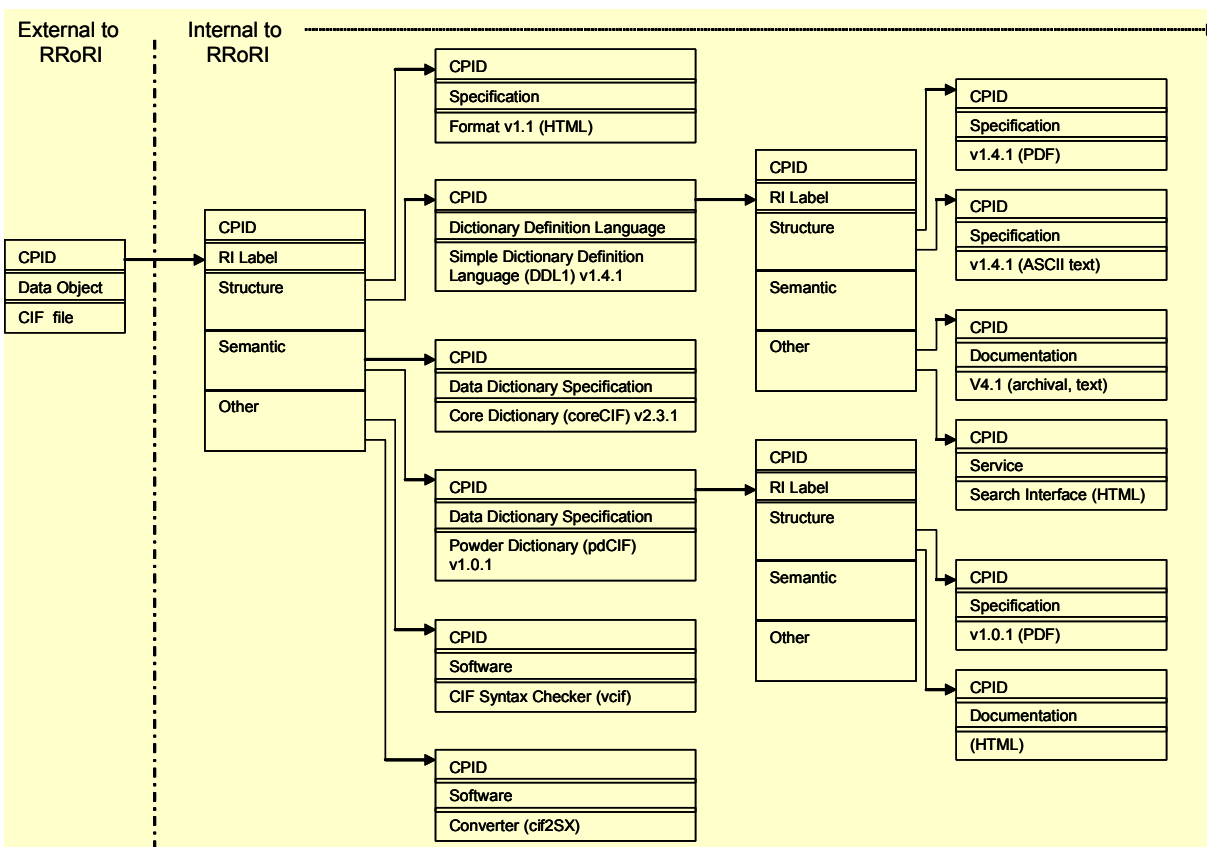 External to
RRoRI
Internal to
RRoRI
CPID
Data Object
CIF file
CPID
RI Label
Structure
Semantic
Other
CPID
Specification
Format v1.1 (HTML)
CPID
Dictionary Definition Language
Simple Dictionary Definition
Language (DDL1) v1.4.1
CPID
Data Dictionary Specification
Core Dictionary (coreCIF) v2.3.1
CPID
Data Dictionary Specification
Powder Dictionary (pdCIF)
v1.0.1
CPID
Software
CIF Syntax Checker (vcif)
CPID
Software
Converter (cif2SX)
CPID
RI Label
Structure
Semantic
Other
CPID
RI Label
Structure
Semantic
Other
CPID
Specification
v1.4.1 (PDF)
CPID
Specification
v1.4.1 (ASCII text)
CPID
Documentation
V4.1 (archival, text)
CPID
Service
Search Interface (HTML)
CPID
Specification
v1.0.1 (PDF)
CPID
Documentation
(HTML)